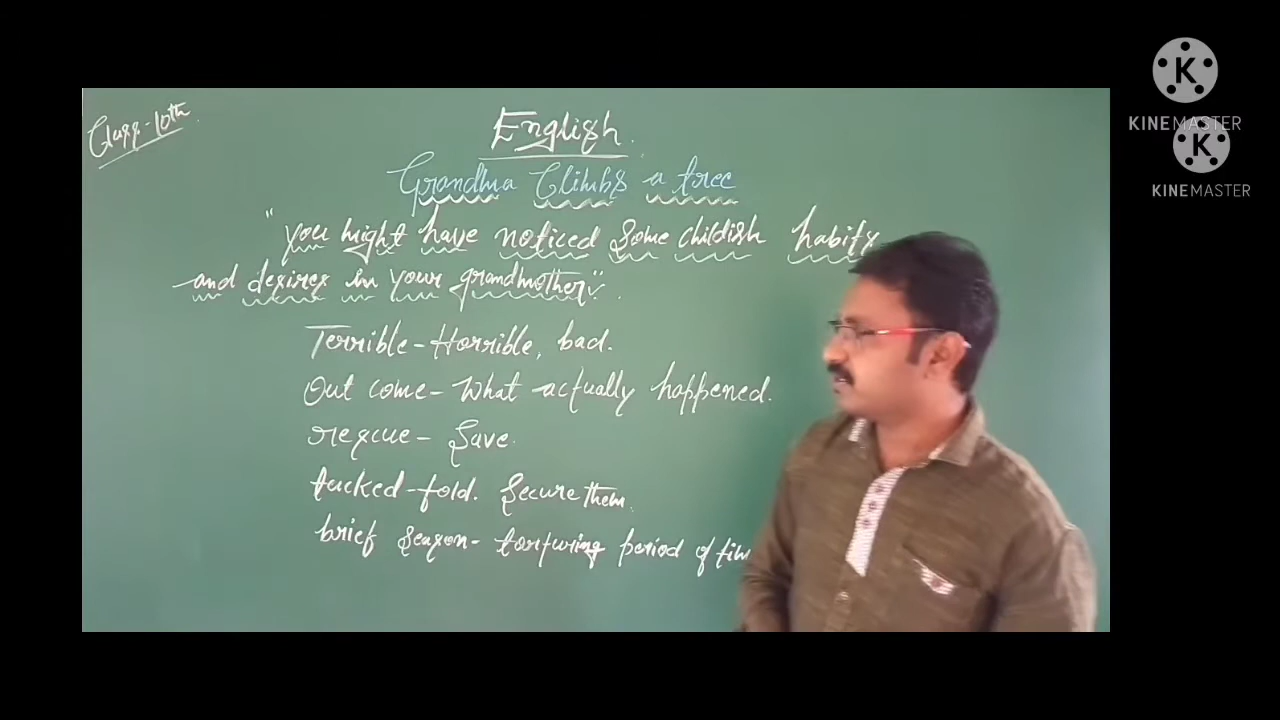 Class-10th
English.
Grandma Climbs a tree
"you might have noticed some childish habits
and desires in your grandmother".
Terrible-Horrible, bad.
Out come-What actually happened.
rescue- Save.
tucked-fold. Secure them.
brief season- torturing period of
KINEMASTER
KINEMASTER